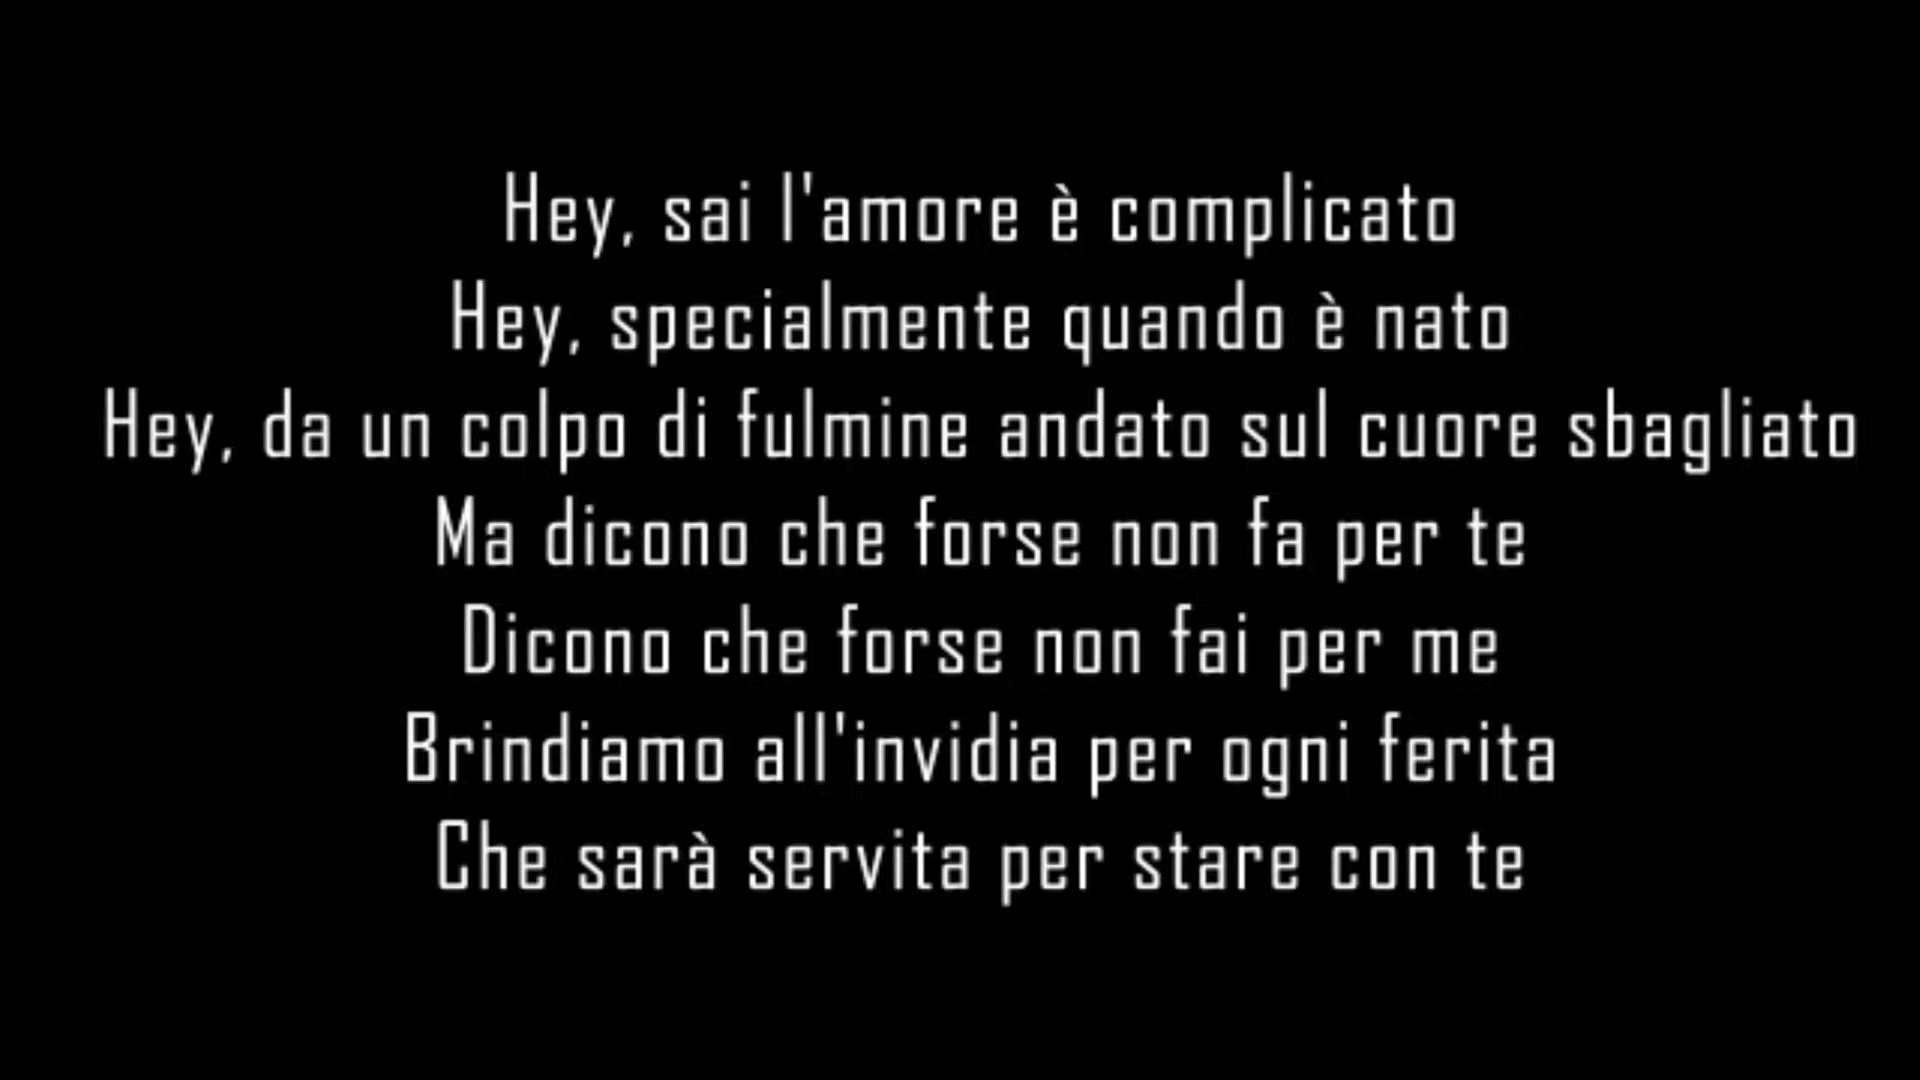 Hey, sai l'amore è complicato
Hey, specialmente quando è nato
Hey, da un colpo di fulmine andato sul cuore sbagliato
Ma dicono che forse non fa per te
Dicono che forse non fai per me
Brindiamo all'invidia per ogni ferita
Che sarà servita per stare con te